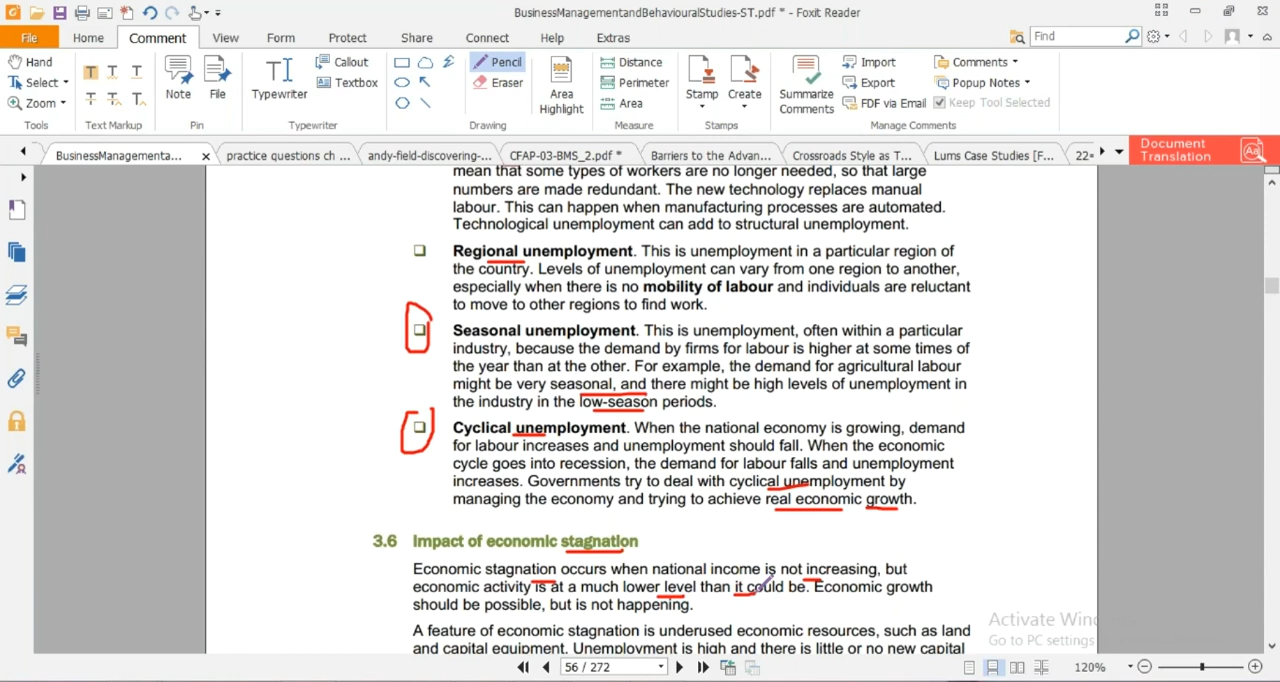 BusinessManagementandBehaviouralStudies-ST.pdf * - Foxit Reader
File Home Comment View Form Protect Share Connect Help Extras Find
Hand Select Zoom Tools
Text Markup
Note File Pin
Typewriter Callout Textbox Typewriter
Pencil Eraser Drawing
Area Highlight Distance Perimeter Area Measure
Stamp Create Stamps
Summarize Comments Import Export FDF via Email Comments Popup Notes Keep Tool Selected Manage Comments
BusinessManagementa... practice questions ch ... andy-field-discovering-... CFAP-03-BMS_2.pdf * Barriers to the Advan... Crossroads Style as T... Lums Case Studies [F... 22= Document Translation
mean that some types of workers are no longer needed, so that large
numbers are made redundant. The new technology replaces manual
labour. This can happen when manufacturing processes are automated.
Technological unemployment can add to structural unemployment.
Regional unemployment. This is unemployment in a particular region of
the country. Levels of unemployment can vary from one region to another,
especially when there is no mobility of labour and individuals are reluctant
to move to other regions to find work.
Seasonal unemployment. This is unemployment, often within a particular
industry, because the demand by firms for labour is higher at some times of
the year than at the other. For example, the demand for agricultural labour
might be very seasonal, and there might be high levels of unemployment in
the industry in the low-season periods.
Cyclical unemployment. When the national economy is growing, demand
for labour increases and unemployment should fall. When the economic
cycle goes into recession, the demand for labour falls and unemployment
increases. Governments try to deal with cyclical unemployment by
managing the economy and trying to achieve real economic growth.
3.6 Impact of economic stagnation
Economic stagnation occurs when national income is not increasing, but
economic activity is at a much lower level than it could be. Economic growth
should be possible, but is not happening.
A feature of economic stagnation is underused economic resources, such as land
and capital equipment. Unemployment is high and there is little or no new capital
Activate Win
Go to PC settings
56 / 272 120%